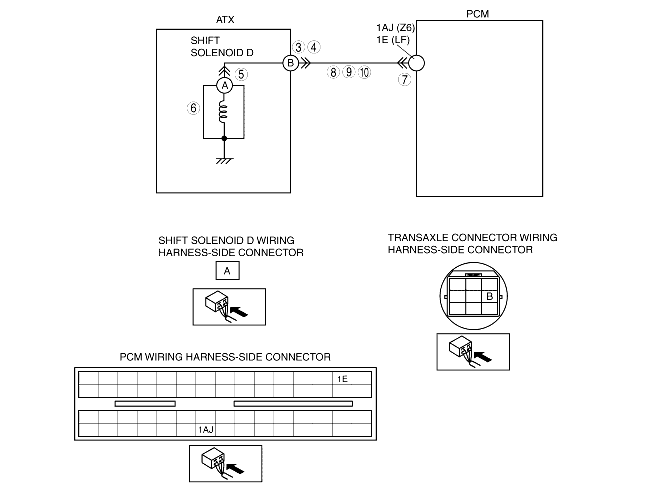 ATX
PCM
SHIFT
SOLENOID D
1AJ (Z6)
1E (LF)
3 4
B
5
A
8 9 10
7
6
SHIFT SOLENOID D WIRING
HARNESS-SIDE CONNECTOR
A
TRANSAXLE CONNECTOR WIRING
HARNESS-SIDE CONNECTOR
B
PCM WIRING HARNESS-SIDE CONNECTOR
1E
1AJ